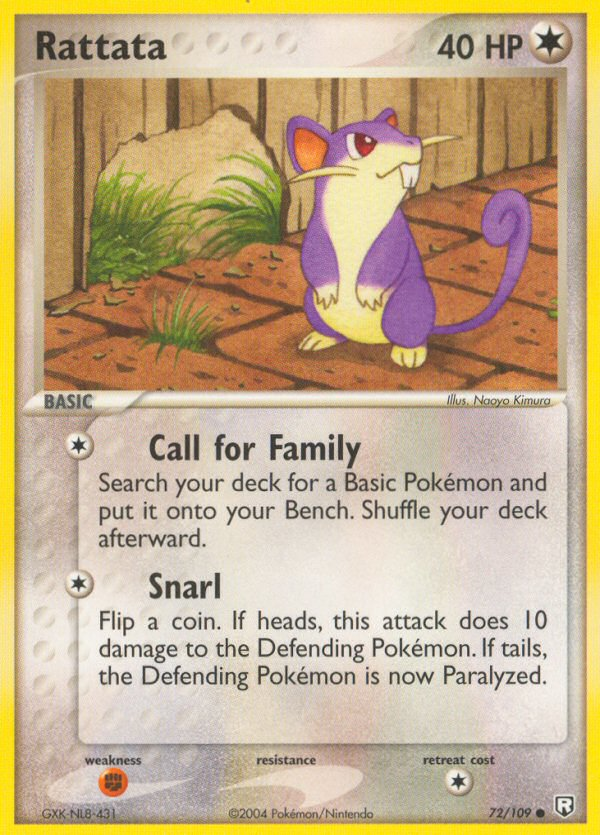 Rattata 40 HP
BASIC
Illus. Naoyo Kimura
Call for Family
Search your deck for a Basic Pokémon and
put it onto your Bench. Shuffle your deck
afterward.
Snarl
Flip a coin. If heads, this attack does 10
damage to the Defending Pokémon. If tails,
the Defending Pokémon is now Paralyzed.
weakness resistance retreat cost
GXK-NL8-431 ©2004 Pokémon/Nintendo 72/109 R